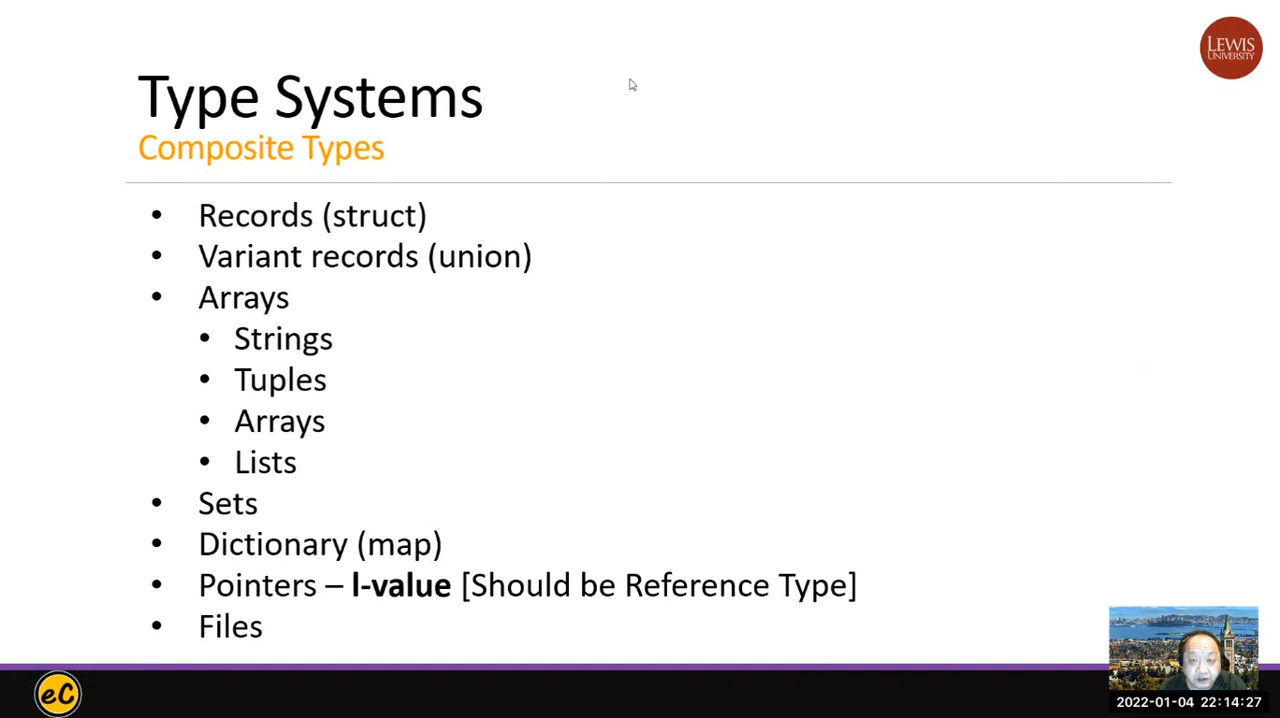 LEWIS
UNIVERSITY
Type Systems
Composite Types
• Records (struct)
• Variant records (union)
• Arrays
• Strings
• Tuples
• Arrays
• Lists
• Sets
• Dictionary (map)
• Pointers – l-value [Should be Reference Type]
• Files
eC
2022-01-04 22:14:27